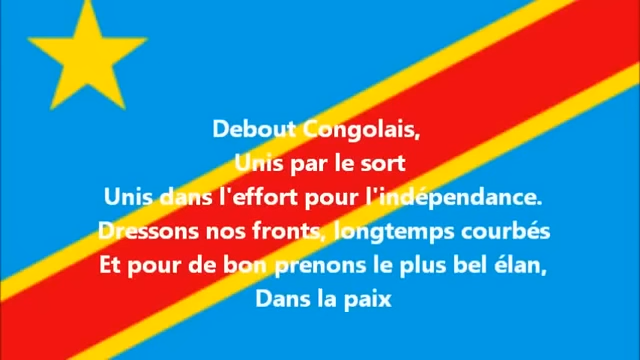 Debout Congolais,
Unis par le sort
Unis dans l'effort pour l'indépendance.
Dressons nos fronts, longtemps courbés
Et pour de bon prenons le plus bel élan,
Dans la paix